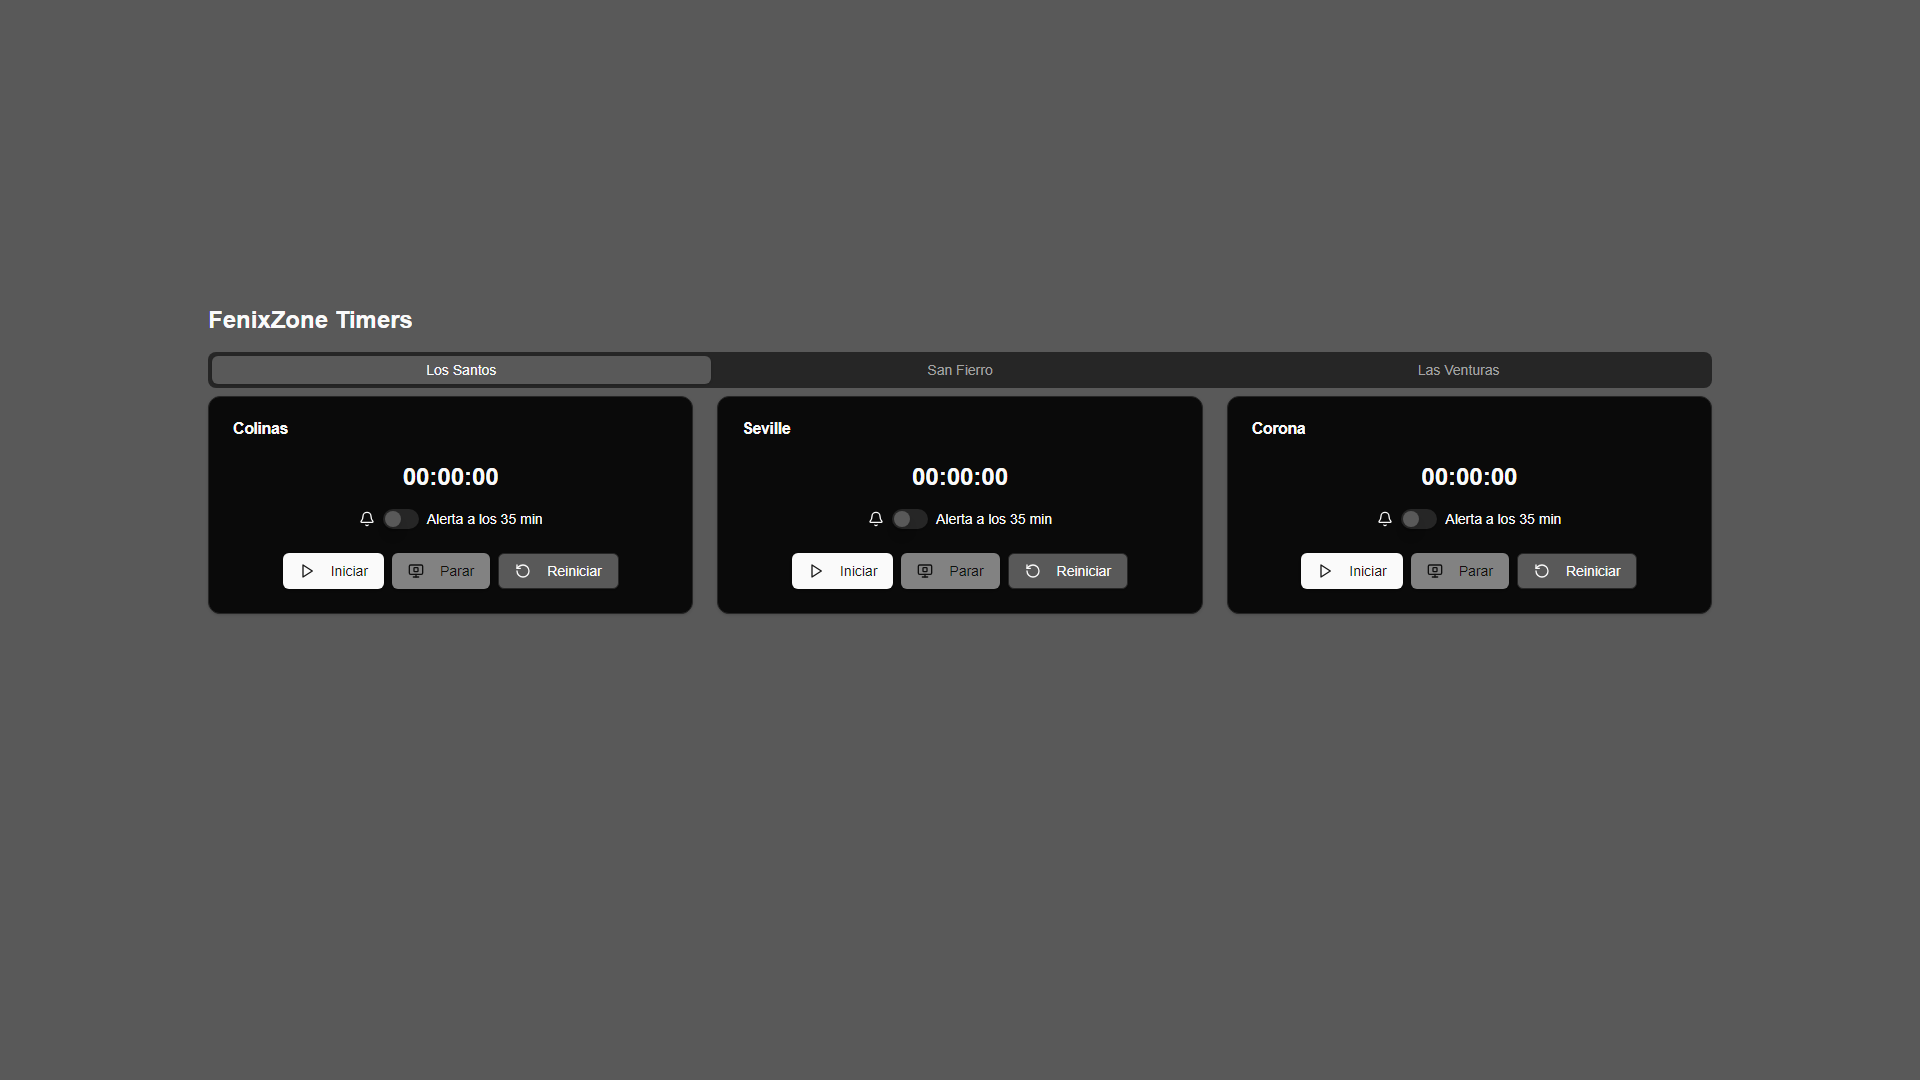 FenixZone Timers
Los Santos San Fierro Las Venturas
Colinas Seville Corona
00:00:00 00:00:00 00:00:00
Alerta a los 35 min Alerta a los 35 min Alerta a los 35 min
Iniciar Parar Reiniciar Iniciar Parar Reiniciar Iniciar Parar Reiniciar